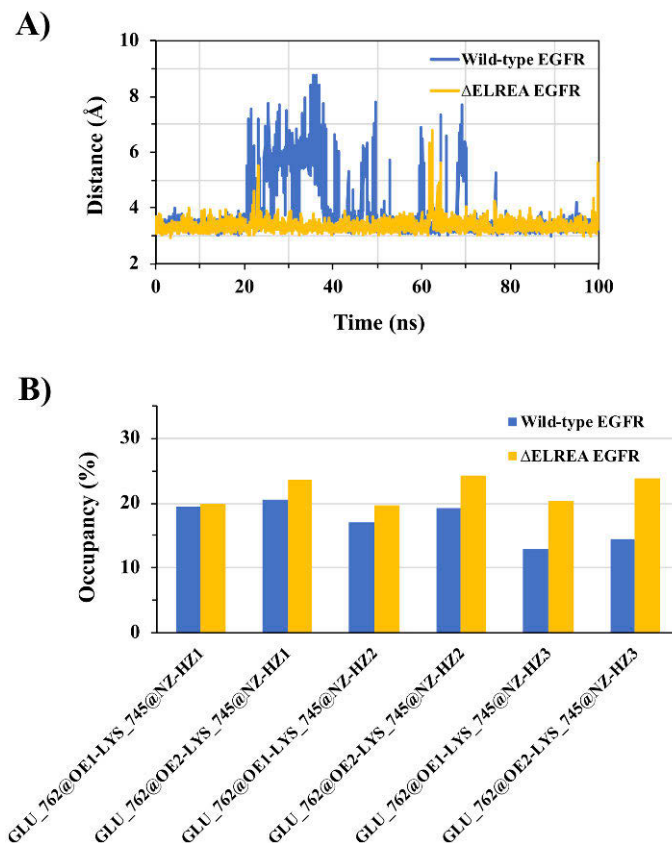 A)
10
8
6
4
2
Distance (Å)
Wild-type EGFR
ΔELREA EGFR
0
20
40
60
80
100
Time (ns)
B)
30
20
10
0
Occupancy (%)
Wild-type EGFR
ΔELREA EGFR
GLU_762@OE1-LYS_745@NZ-HZ1
GLU_762@OE2-LYS_745@NZ-HZ1
GLU_762@OE1-LYS_745@NZ-HZ2
GLU_762@OE2-LYS_745@NZ-HZ2
GLU_762@OE1-LYS_745@NZ-HZ3
GLU_762@OE2-LYS_745@NZ-HZ3